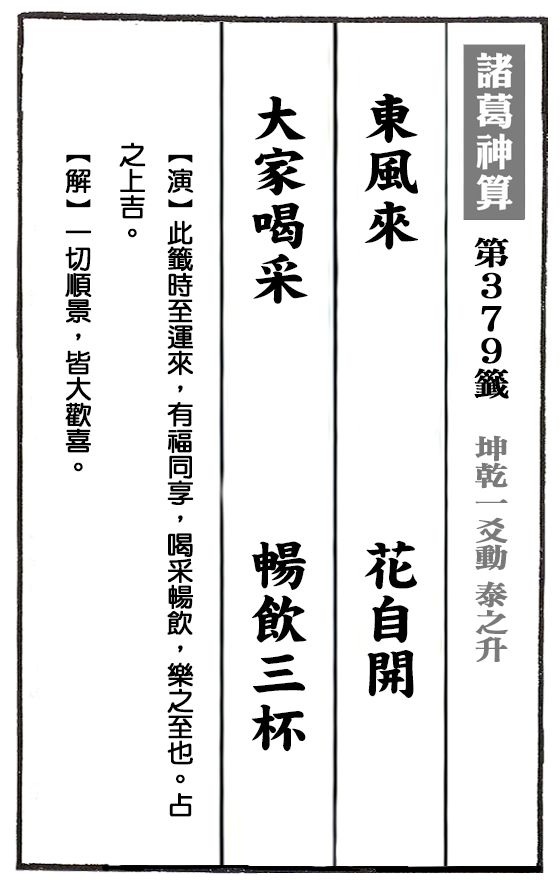 諸葛神算 第379籤 坤乾一爻動 泰之升
東風來 花自開
大家喝采 暢飲三杯
【演】此籤時至運來，有福同享，喝采暢飲，樂之至也。占
之上吉。
【解】一切順景，皆大歡喜。